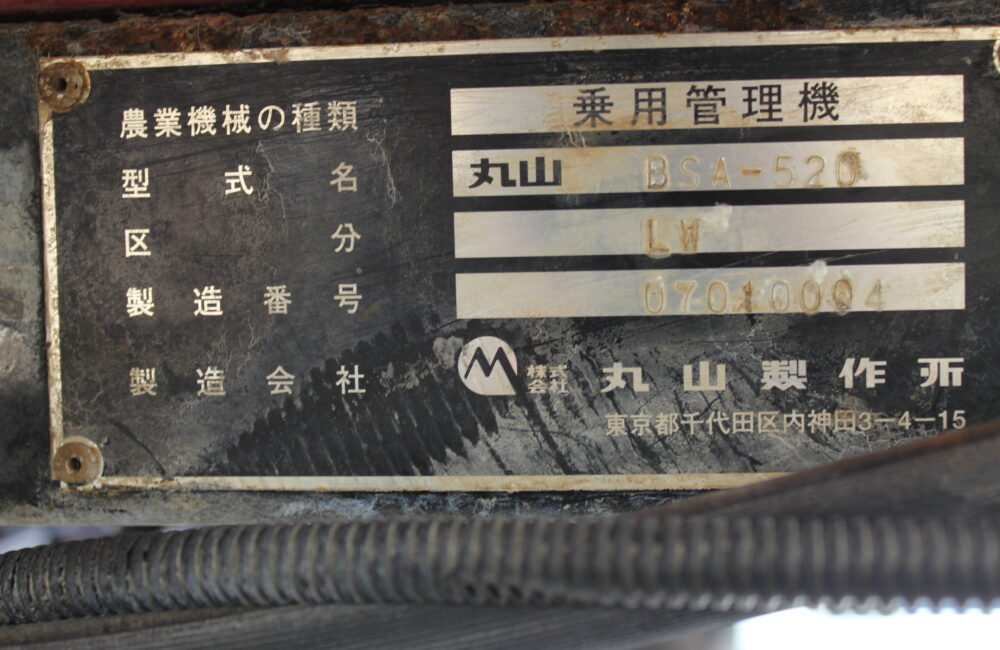 農業機械の種類 乗用管理機
型式名 丸山 BSA-520
区分 LW
製造番号 07010004
製造会社 株式会社 丸山製作所
東京都千代田区内神田3-4-15